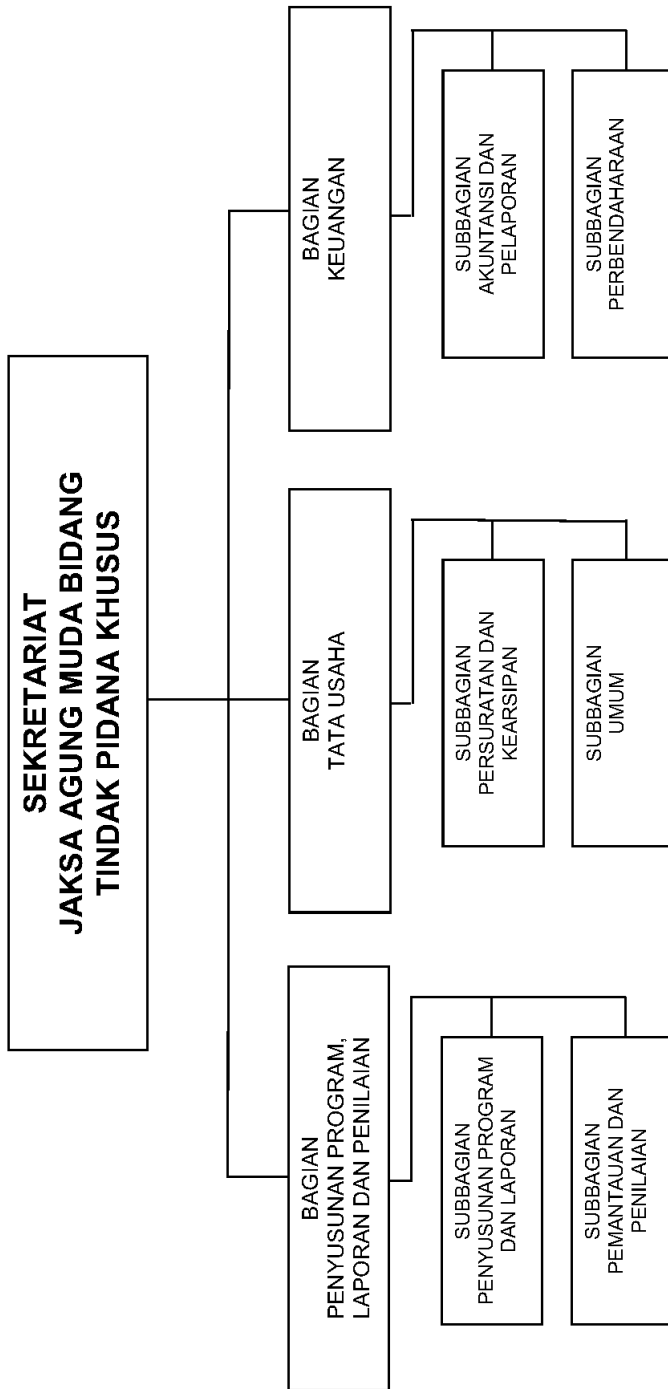 SEKRETARIAT
JAKSA AGUNG MUDA BIDANG
TINDAK PIDANA KHUSUS
BAGIAN
PENYUSUNAN PROGRAM,
LAPORAN DAN PENILAIAN
SUBBAGIAN
PENYUSUNAN PROGRAM
DAN LAPORAN
SUBBAGIAN
PEMANTAUAN DAN
PENILAIAN
BAGIAN
TATA USAHA
SUBBAGIAN
PERSURATAN DAN
KEARSIPAN
SUBBAGIAN
UMUM
BAGIAN
KEUANGAN
SUBBAGIAN
AKUNTANSI DAN
PELAPORAN
SUBBAGIAN
PERBENDAHARAAN